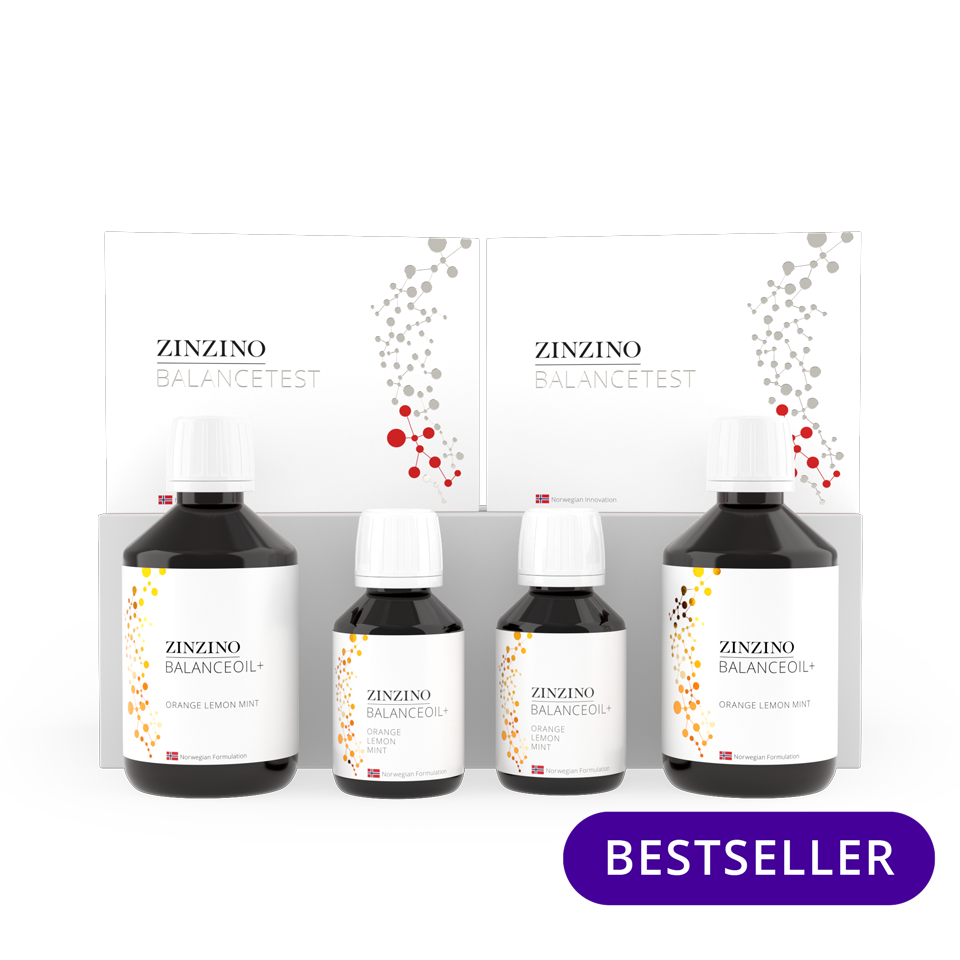 ZINZINO
BALANCETEST
ZINZINO
BALANCETEST
Norwegian Innovation
ZINZINO
BALANCEOIL+
ORANGE LEMON MINT
Norwegian Formulation
ZINZINO
BALANCEOIL+
ORANGE
LEMON
MINT
Norwegian Formulation
ZINZINO
BALANCEOIL+
ORANGE
LEMON
MINT
Norwegian Formulation
ZINZINO
BALANCEOIL+
ORANGE LEMON MINT
Norwegian Formulation
BESTSELLER